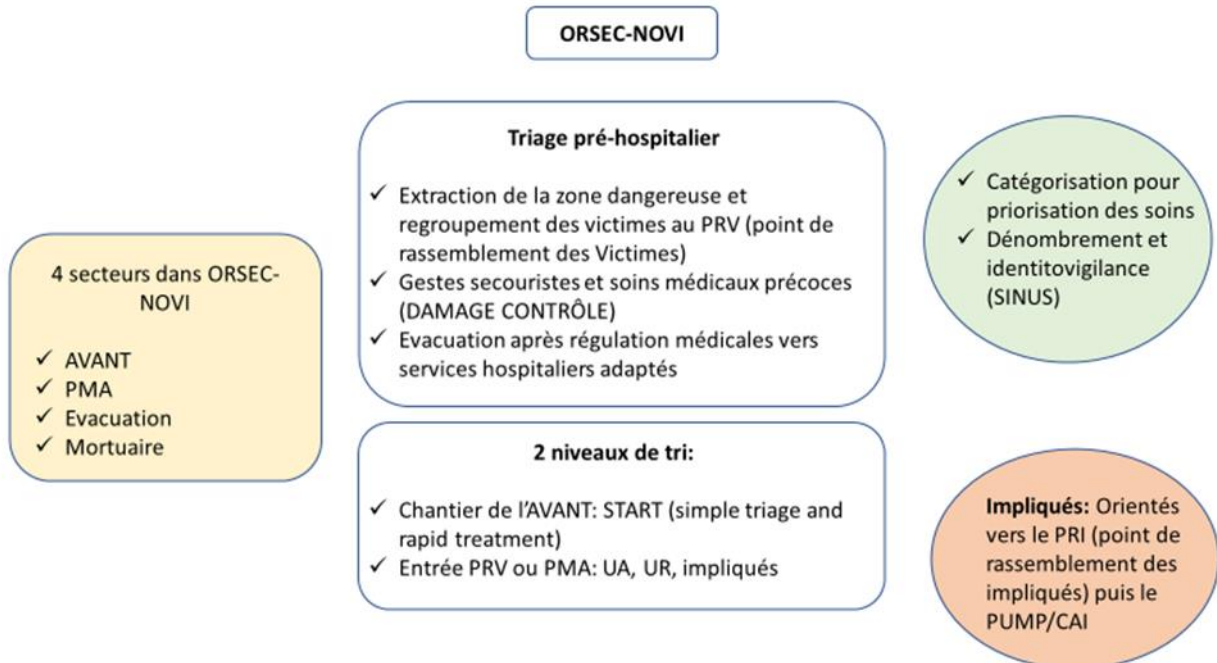 ORSEC-NOVI
4 secteurs dans ORSEC-
NOVI
✓ AVANT
✓ PMA
✓ Evacuation
✓ Mortuaire
Triage pré-hospitalier
✓ Extraction de la zone dangereuse et
regroupement des victimes au PRV (point de
rassemblement des Victimes)
✓ Gestes secouristes et soins médicaux précoces
(DAMAGE CONTRÔLE)
✓ Evacuation après régulation médicales vers
services hospitaliers adaptés
2 niveaux de tri:
✓ Chantier de l'AVANT: START (simple triage and
rapid treatment)
✓ Entrée PRV ou PMA: UA, UR, impliqués
✓ Catégorisation pour
priorisation des soins
✓ Dénombrement et
identitovigilance
(SINUS)
Impliqués: Orientés
vers le PRI (point de
rassemblement des
impliqués) puis le
PUMP/CAI